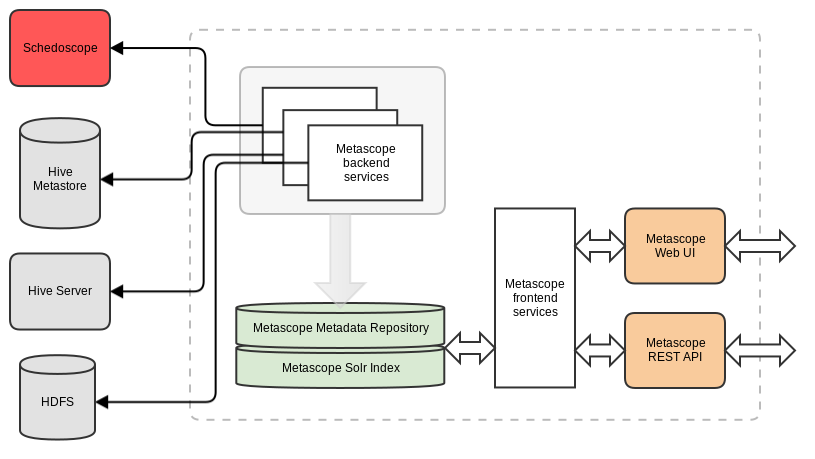 Schedoscope
Metascope
backend
services
Hive
Metastore
Metascope
Web UI
Metascope
frontend
services
Hive Server
Metascope Metadata Repository
Metascope
REST API
Metascope Solr Index
HDFS